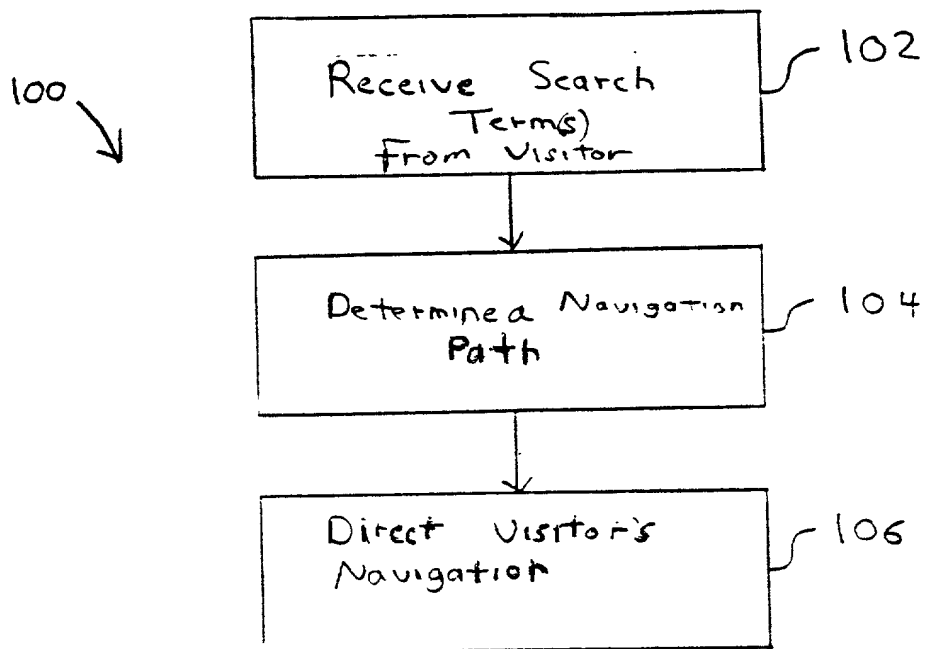 100
Receive Search
Term(s)
From Visitor
102
Determine a Navigation
Path
104
Direct Visitor's
Navigation
106